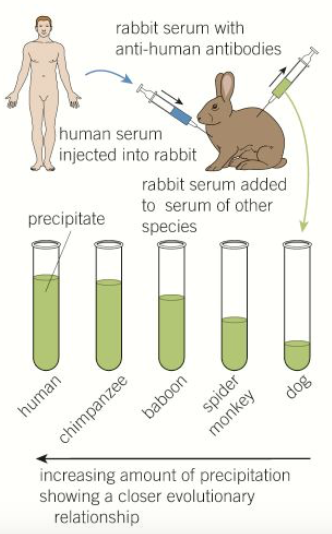 rabbit serum with
anti-human antibodies
human serum
injected into rabbit
rabbit serum added
to serum of other
species
precipitate
human
chimpanzee
baboon
spider
monkey
dog
increasing amount of precipitation
showing a closer evolutionary
relationship